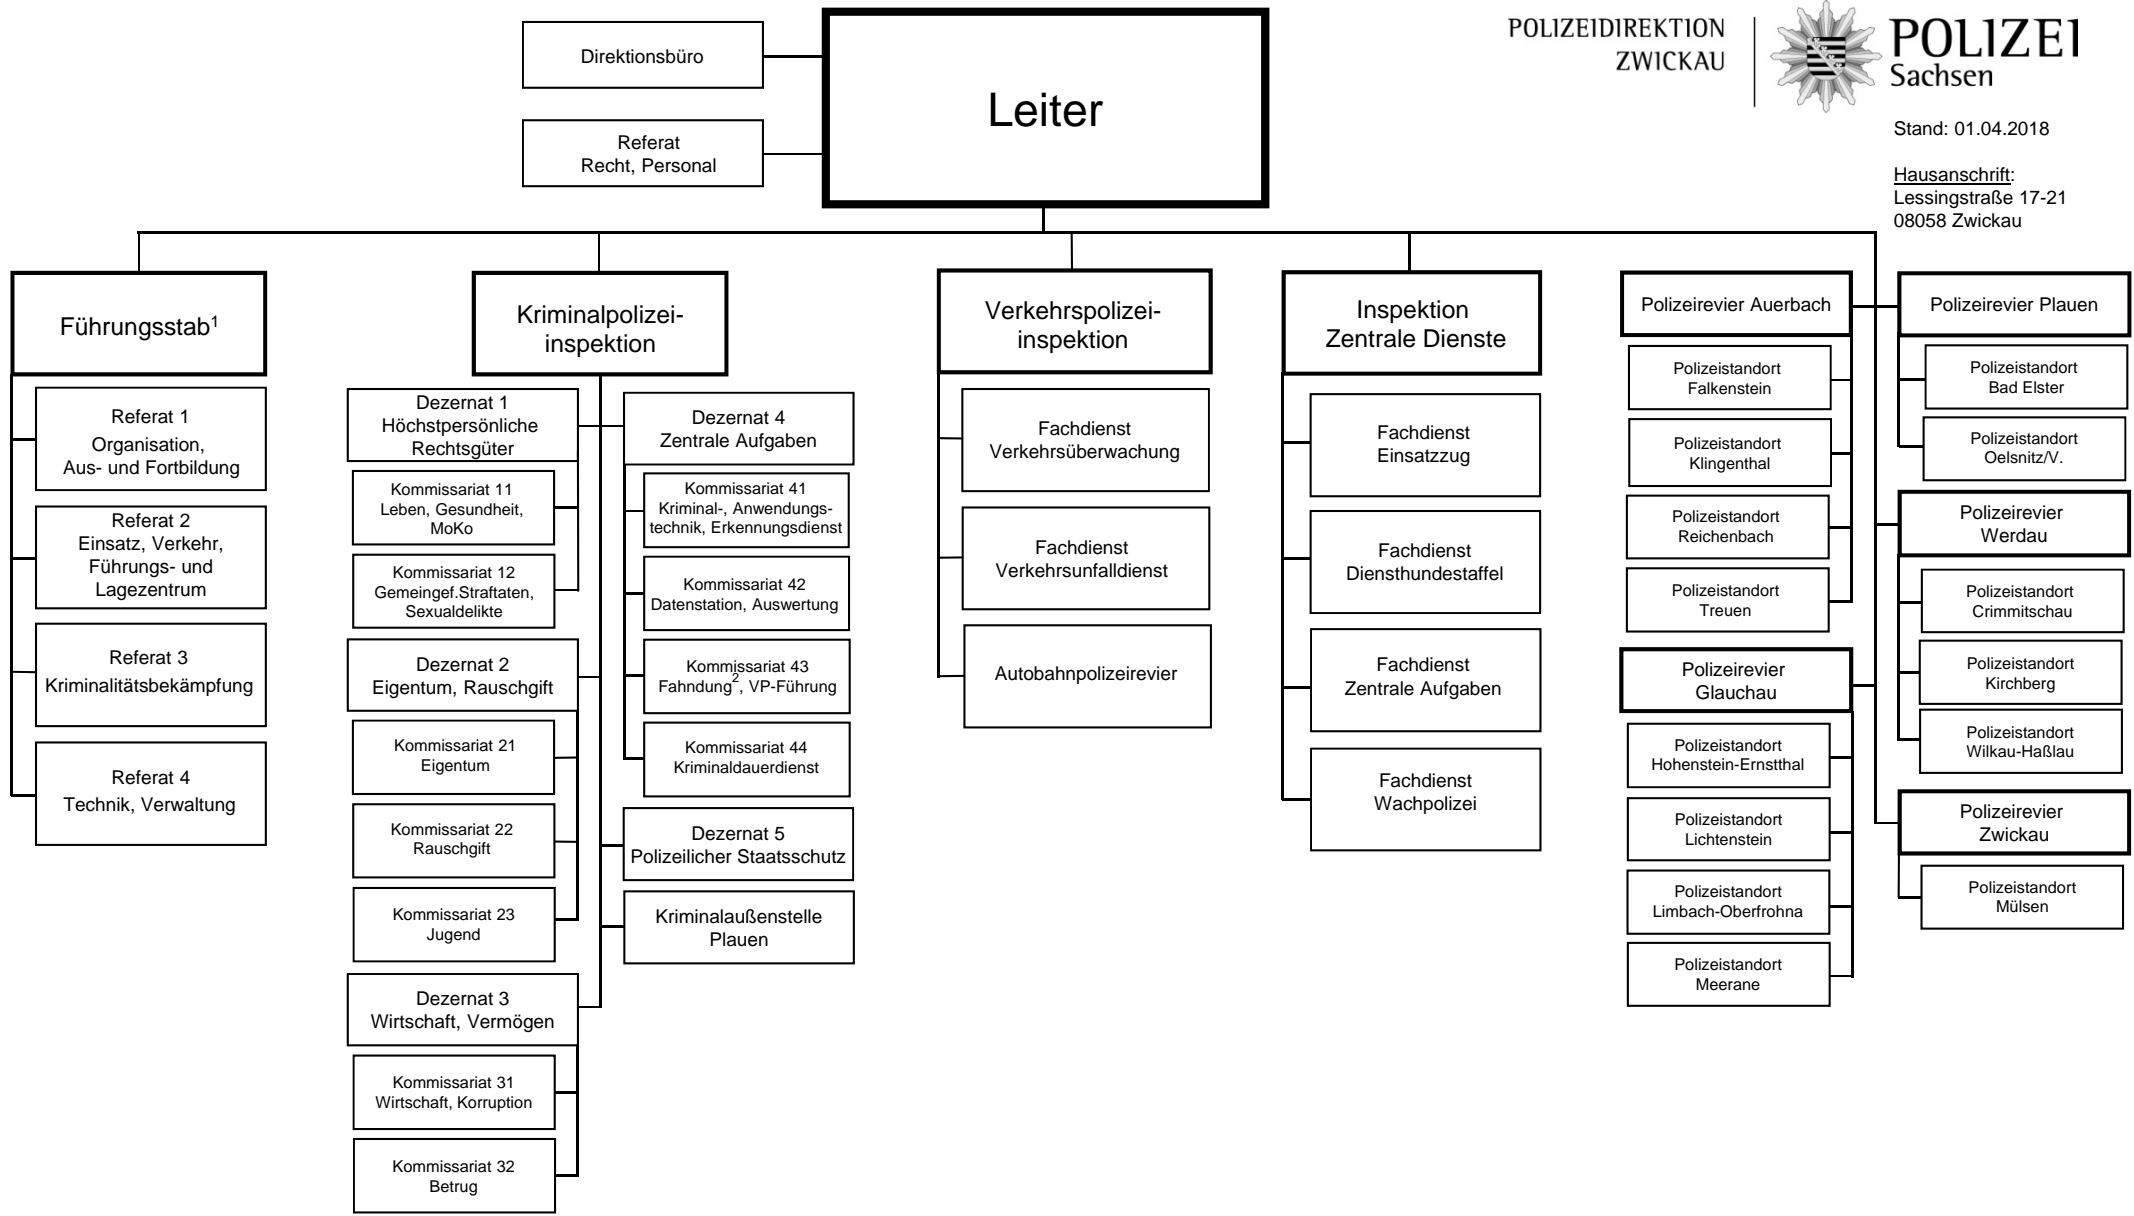 Direktionsbüro
Referat
Recht, Personal
Leiter
POLIZEIDIREKTION
ZWICKAU
POLIZEI
Sachsen
Stand: 01.04.2018
Hausanschrift:
Lessingstraße 17-21
08058 Zwickau
Führungsstab¹
Referat 1
Organisation,
Aus- und Fortbildung
Referat 2
Einsatz, Verkehr,
Führungs- und
Lagezentrum
Referat 3
Kriminalitätsbekämpfung
Referat 4
Technik, Verwaltung
Kriminalpolizei-
inspektion
Dezernat 1
Höchstpersönliche
Rechtsgüter
Kommissariat 11
Leben, Gesundheit,
MoKo
Kommissariat 12
Gemeingef.Straftaten,
Sexualdelikte
Dezernat 2
Eigentum, Rauschgift
Kommissariat 21
Eigentum
Kommissariat 22
Rauschgift
Kommissariat 23
Jugend
Dezernat 3
Wirtschaft, Vermögen
Kommissariat 31
Wirtschaft, Korruption
Kommissariat 32
Betrug
Dezernat 4
Zentrale Aufgaben
Kommissariat 41
Kriminal-, Anwendungs-
technik, Erkennungsdienst
Kommissariat 42
Datenstation, Auswertung
Kommissariat 43
Fahndung², VP-Führung
Kommissariat 44
Kriminaldauerdienst
Dezernat 5
Polizeilicher Staatsschutz
Kriminalaußenstelle
Plauen
Verkehrspolizei-
inspektion
Fachdienst
Verkehrsüberwachung
Fachdienst
Verkehrsunfalldienst
Autobahnpolizeirevier
Inspektion
Zentrale Dienste
Fachdienst
Einsatzzug
Fachdienst
Diensthundestaffel
Fachdienst
Zentrale Aufgaben
Fachdienst
Wachpolizei
Polizeirevier Auerbach
Polizeistandort
Falkenstein
Polizeistandort
Klingenthal
Polizeistandort
Reichenbach
Polizeistandort
Treuen
Polizeirevier
Glauchau
Polizeistandort
Hohenstein-Ernstthal
Polizeistandort
Lichtenstein
Polizeistandort
Limbach-Oberfrohna
Polizeistandort
Meerane
Polizeirevier Plauen
Polizeistandort
Bad Elster
Polizeistandort
Oelsnitz/V.
Polizeirevier
Werdau
Polizeistandort
Crimmitschau
Polizeistandort
Kirchberg
Polizeistandort
Wilkau-Haßlau
Polizeirevier
Zwickau
Polizeistandort
Mülsen